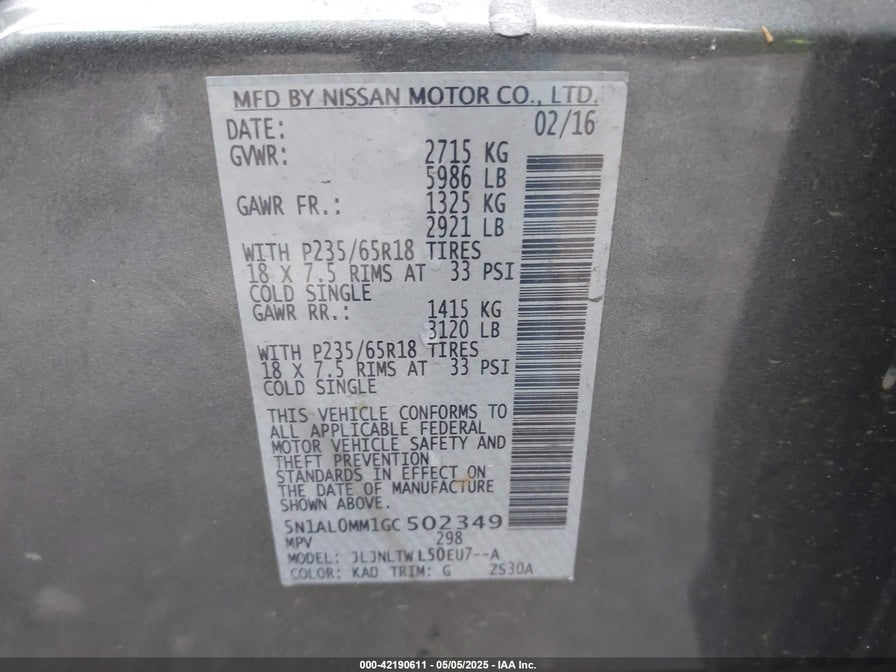 MFD BY NISSAN MOTOR CO., LTD.
DATE: 02/16
GVWR: 2715 KG
5986 LB
GAWR FR.: 1325 KG
2921 LB
WITH P235/65R18 TIRES
18 X 7.5 RIMS AT 33 PSI
COLD SINGLE
GAWR RR.: 1415 KG
3120 LB
WITH P235/65R18 TIRES
18 X 7.5 RIMS AT 33 PSI
COLD SINGLE
THIS VEHICLE CONFORMS TO
ALL APPLICABLE FEDERAL
MOTOR VEHICLE SAFETY AND
THEFT PREVENTION
STANDARDS IN EFFECT ON
THE DATE OF MANUFACTURE
SHOWN ABOVE.
5N1AL0MM1GC502349
MPV 298
MODEL: JLJNLTWL50EU7--A
COLOR: KAD TRIM: G 2S30A
000-42190611 - 05/05/2025 - IAA Inc.